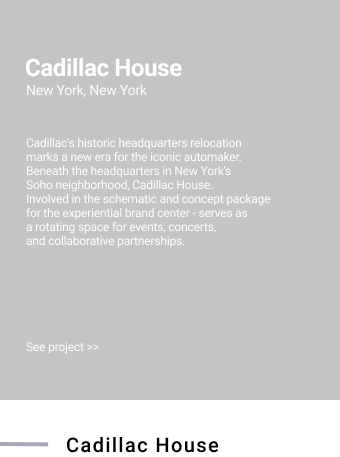 Cadillac House
New York, New York
Cadillac's historic headquarters relocation
marks a new era for the iconic automaker.
Beneath the headquarters in New York's
Soho neighborhood, Cadillac House.
Involved in the schematic and concept package
for the experiential brand center - serves as
a rotating space for events, concerts,
and collaborative partnerships.
See project >>
Cadillac House